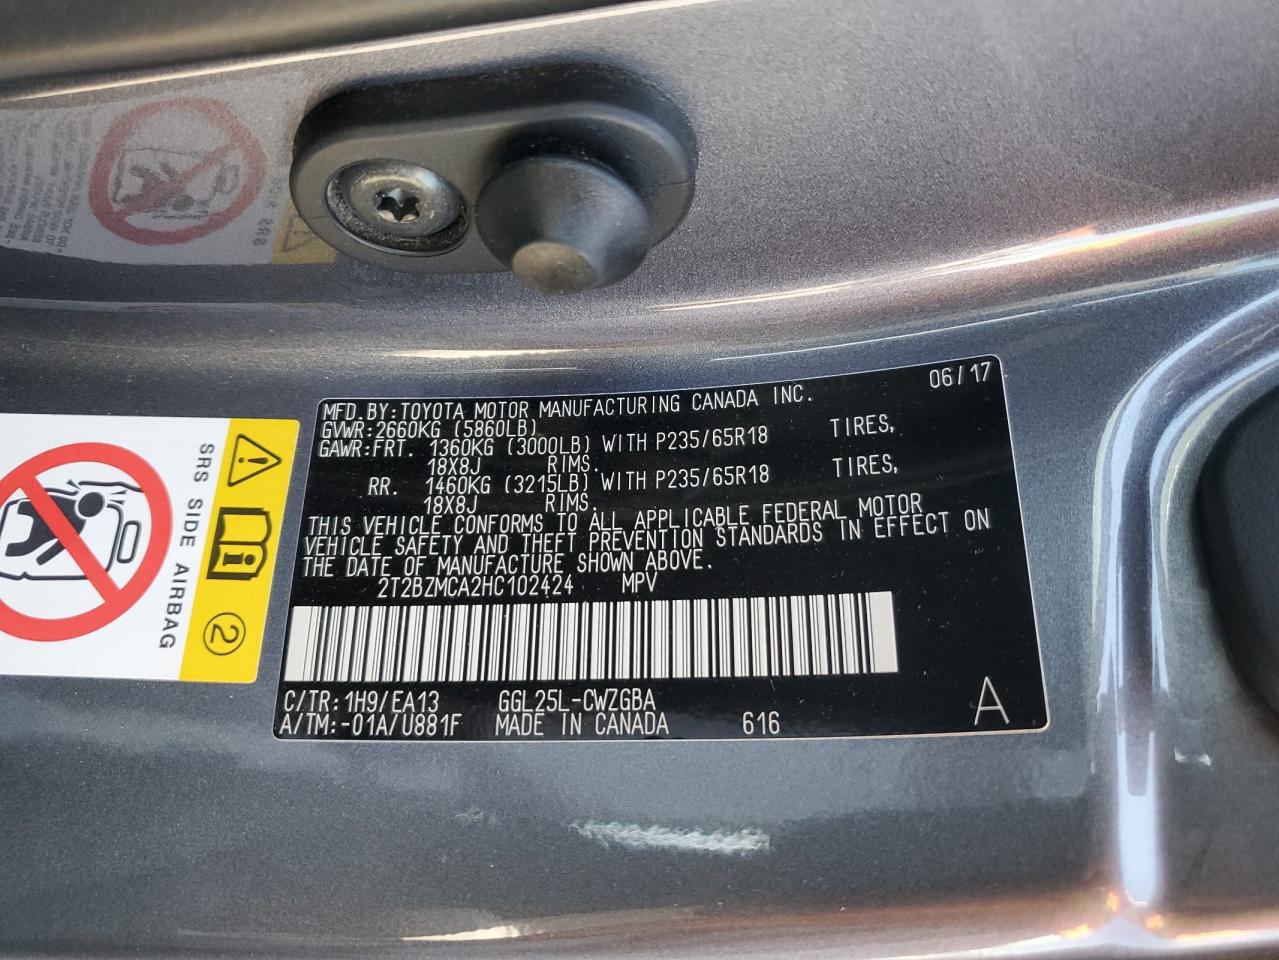 06/17
MFD.BY:TOYOTA MOTOR MANUFACTURING CANADA INC.
GVWR:2660KG (5860LB)
GAWR:FRT. 1360KG (3000LB) WITH P235/65R18 TIRES,
18X8J RIMS.
RR. 1460KG (3215LB) WITH P235/65R18 TIRES,
18X8J RIMS.
THIS VEHICLE CONFORMS TO ALL APPLICABLE FEDERAL MOTOR
VEHICLE SAFETY AND THEFT PREVENTION STANDARDS IN EFFECT ON
THE DATE OF MANUFACTURE SHOWN ABOVE.
2T2BZMCA2HC102424 MPV
C/TR:1H9/EA13 GGL25L-CWZGBA
A/TM:-01A/U881F MADE IN CANADA 616
A
SRS SIDE AIRBAG
2
SRS